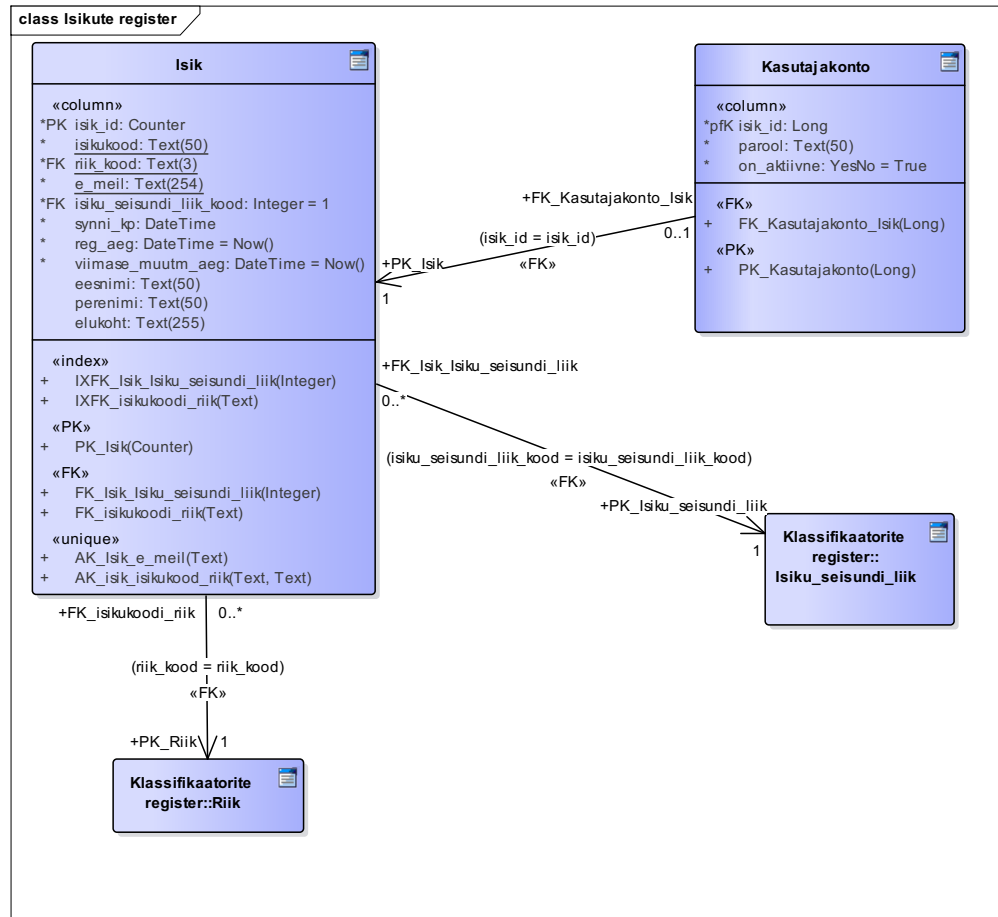 class Isikute register
Isik
«column»
*PK isik_id: Counter
* isikukood: Text(50)
*FK riik_kood: Text(3)
* e_meil: Text(254)
*FK isiku_seisundi_liik_kood: Integer = 1
* synni_kp: DateTime
* reg_aeg: DateTime = Now()
* viimase_muutm_aeg: DateTime = Now()
eesnimi: Text(50)
perenimi: Text(50)
elukoht: Text(255)
«index»
+ IXFK_Isik_Isiku_seisundi_liik(Integer)
+ IXFK_isikukoodi_riik(Text)
«PK»
+ PK_Isik(Counter)
«FK»
+ FK_Isik_Isiku_seisundi_liik(Integer)
+ FK_isikukoodi_riik(Text)
«unique»
+ AK_Isik_e_meil(Text)
+ AK_isik_isikukood_riik(Text, Text)
Kasutajakonto
«column»
*pfK isik_id: Long
* parool: Text(50)
* on_aktiivne: YesNo = True
«FK»
+ FK_Kasutajakonto_Isik(Long)
«PK»
+ PK_Kasutajakonto(Long)
+FK_Kasutajakonto_Isik
0..1
(isik_id = isik_id)
«FK»
+PK_Isik
1
+FK_Isik_Isiku_seisundi_liik
0..*
(isiku_seisundi_liik_kood = isiku_seisundi_liik_kood)
«FK»
+PK_Isiku_seisundi_liik
1
Klassifikaatorite
register::
Isiku_seisundi_liik
+FK_isikukoodi_riik 0..*
(riik_kood = riik_kood)
«FK»
+PK_Riik 1
Klassifikaatorite
register::Riik